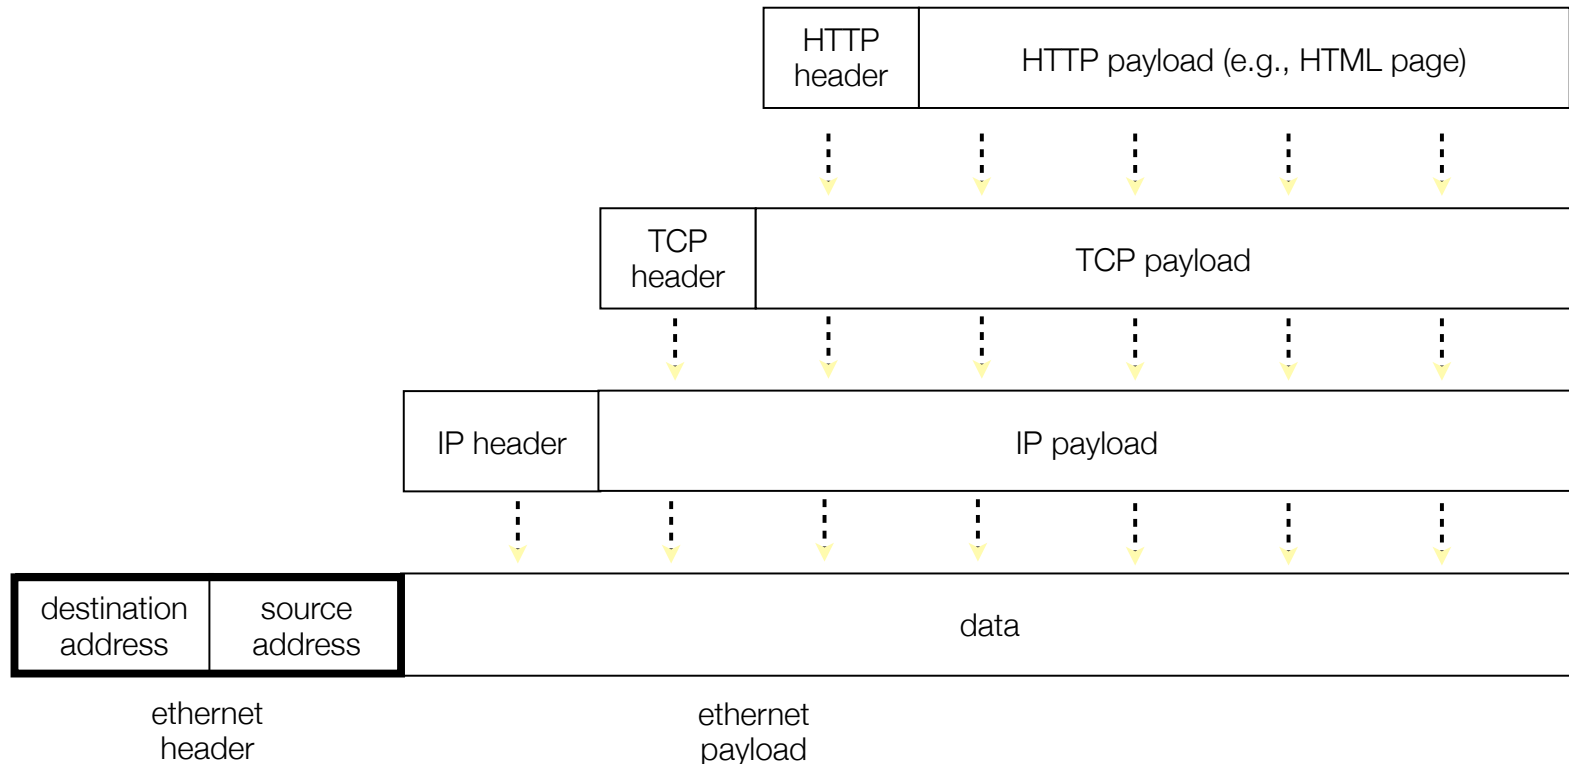 HTTP
header
HTTP payload (e.g., HTML page)
TCP
header
TCP payload
IP header
IP payload
destination
address
source
address
data
ethernet
header
ethernet
payload